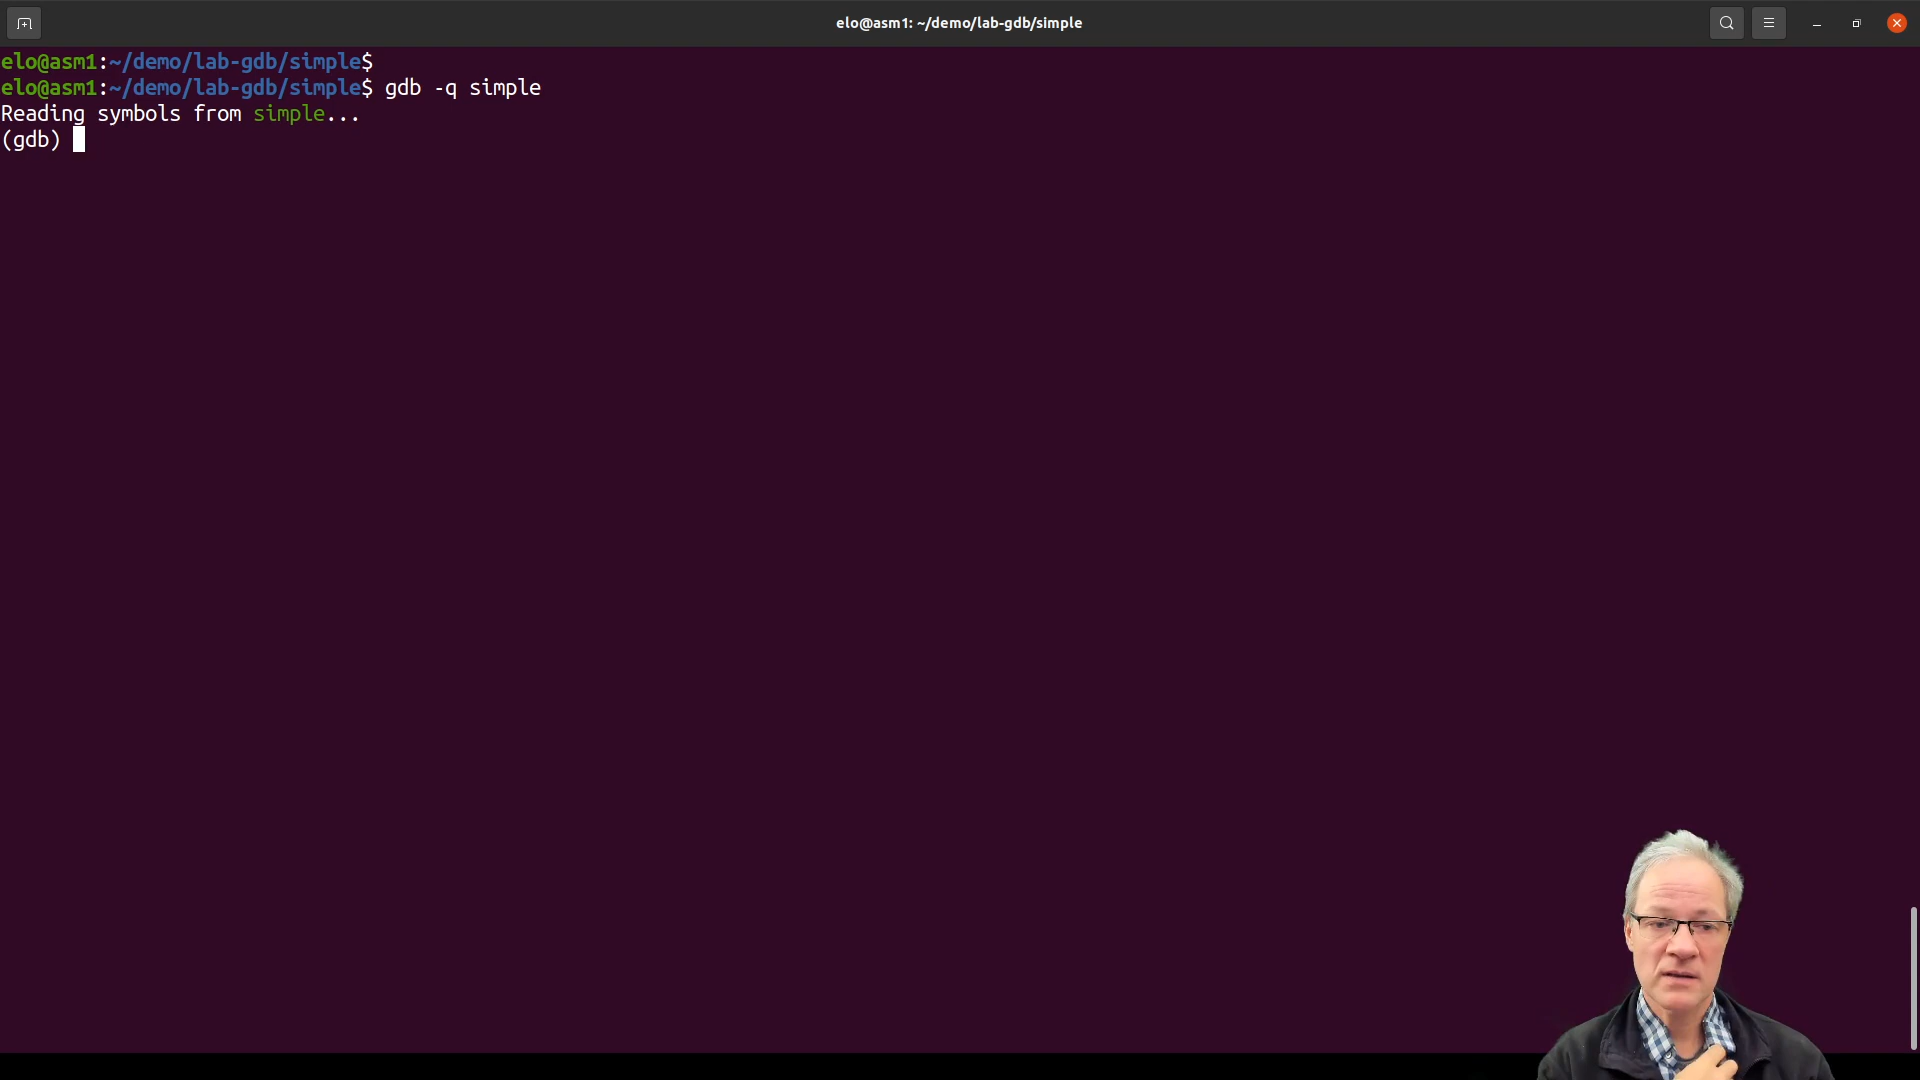 elo@asm1: ~/demo/lab-gdb/simple
elo@asm1:~/demo/lab-gdb/simple$
elo@asm1:~/demo/lab-gdb/simple$ gdb -q simple
Reading symbols from simple...
(gdb)